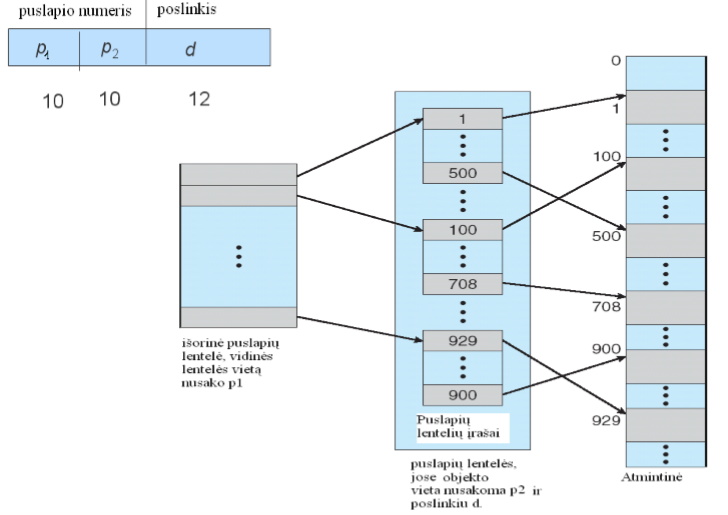 puslapio numeris
poslinkis
p1
p2
d
10
10
12
1
500
100
708
929
900
Puslapių
lentelių įrašai
išorinė puslapių
lentelė, vidinės
lentelės vietą
nusako p1
puslapių lentelės,
jose objekto
vieta nusakoma p2 ir
poslinkiu d.
0
1
100
500
708
900
929
Atmintinė